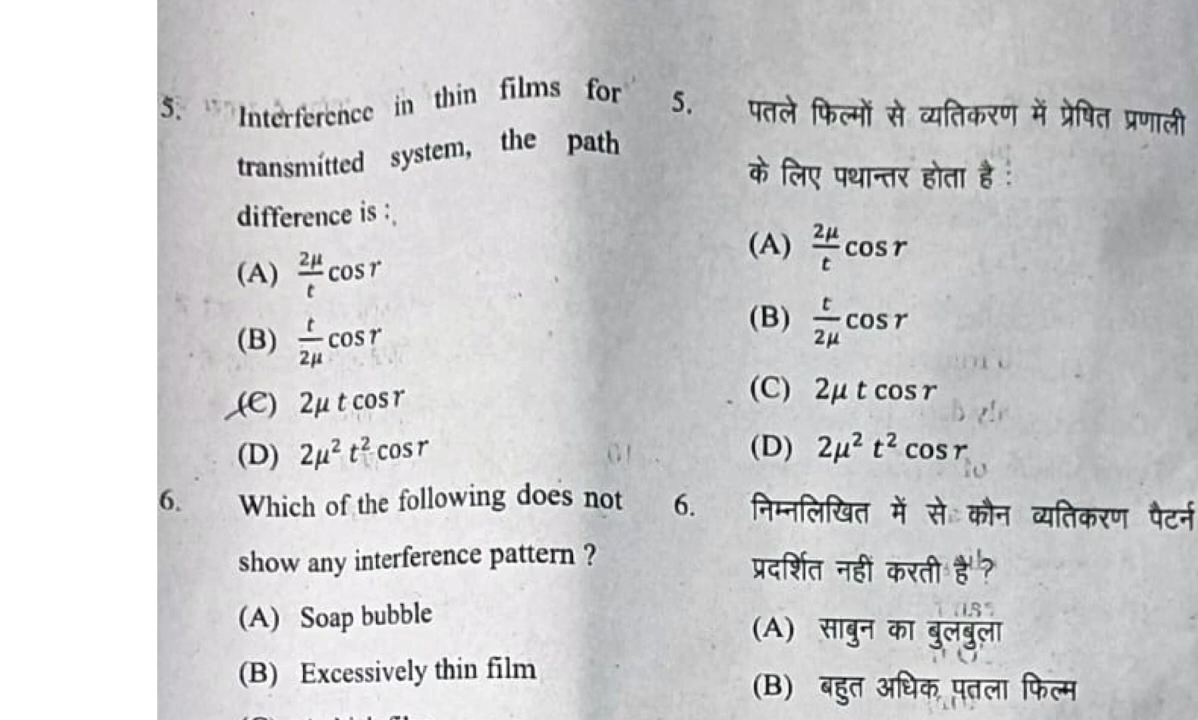 5. Interference in thin films for
transmitted system, the path
difference is :
(A) 2μ/t cos r
(B) t/2μ cos r
(C) 2μ t cos r
(D) 2μ² t² cos r
6. Which of the following does not
show any interference pattern ?
(A) Soap bubble
(B) Excessively thin film
5. पतले फिल्मों से व्यतिकरण में प्रेषित प्रणाली
के लिए पथान्तर होता है :
(A) 2μ/t cos r
(B) t/2μ cos r
(C) 2μ t cos r
(D) 2μ² t² cos r
6. निम्नलिखित में से कौन व्यतिकरण पैटर्न
प्रदर्शित नहीं करती है ?
(A) साबुन का बुलबुला
(B) बहुत अधिक पतला फिल्म